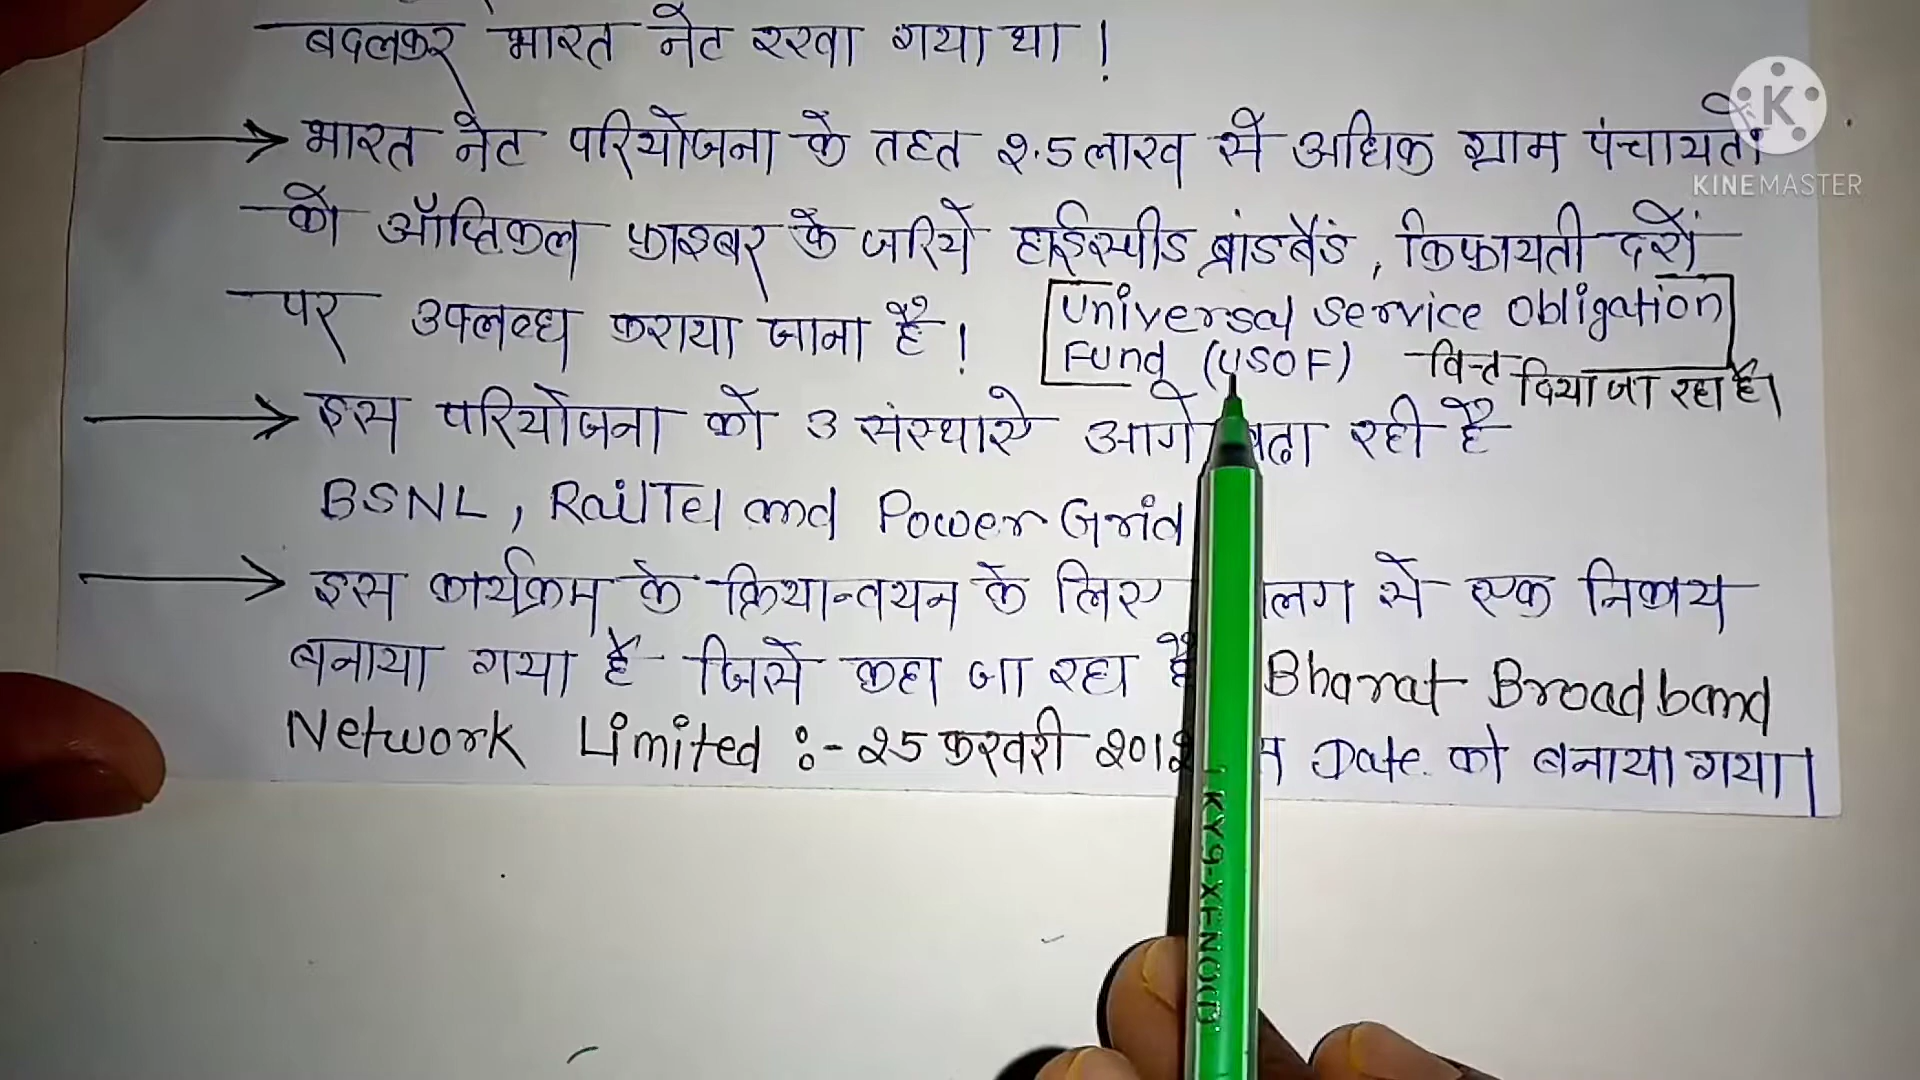 बदलकर भारत नेट रखा गया था!
→ भारत नेट परियोजना के तहत 2.5 लाख से अधिक ग्राम पंचायतो
को ऑप्तिकल फाइबर के जरिये हाईस्पीड ब्रांडबैंड, किफायती दरों
पर उपलब्ध कराया जाना है!
Universal Service Obligation
Fund (USOF) वित्त दिया जा रहा है।
→ इस परियोजना को 3 संस्थाये आगे रही है
BSNL, RailTel and Power Grid
→ इस कार्यक्रम के क्रियान्वयन के लिए से एक निकाय
बनाया गया है जिसे कहा जा रहा है Bharat Broadband
Network Limited :- 25 फरवरी 2012 Date को बनाया गया।
K
KINEMASTER
KY9-XFNO